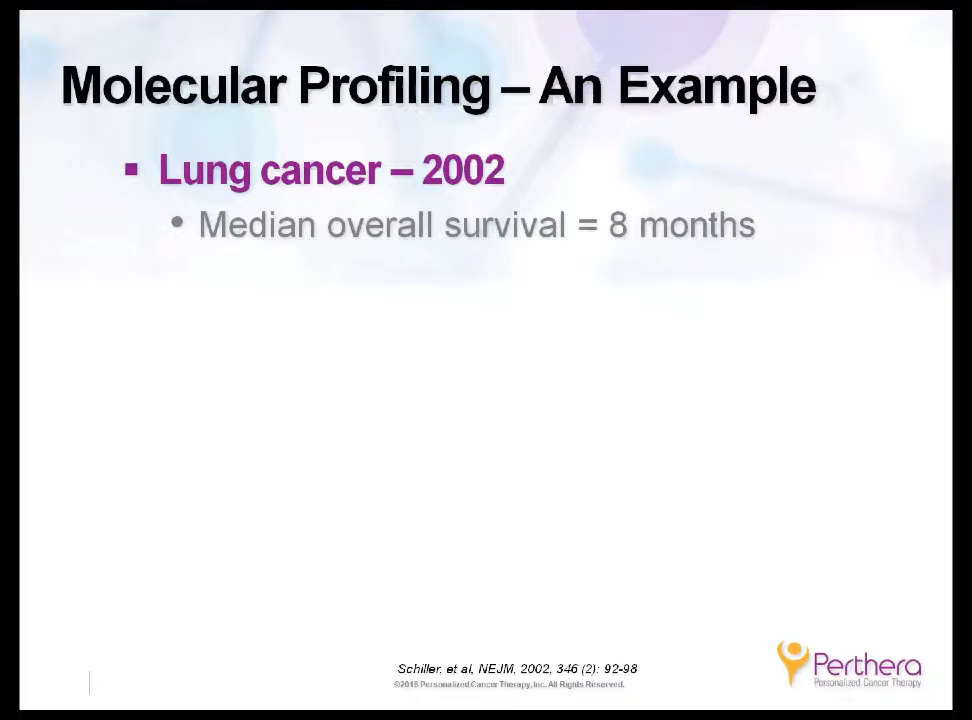 Molecular Profiling – An Example
▪ Lung cancer – 2002
• Median overall survival = 8 months
Schiller, et al, NEJM, 2002, 346 (2): 92-98
©2016 Personalized Cancer Therapy, Inc. All Rights Reserved.
Perthera
Personalized Cancer Therapy